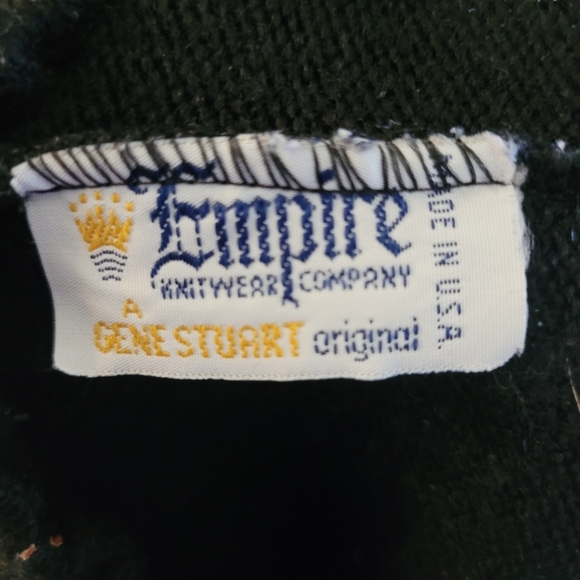 Empire
KNITWEAR COMPANY
A
GENE STUART original
MADE IN U.S.A.